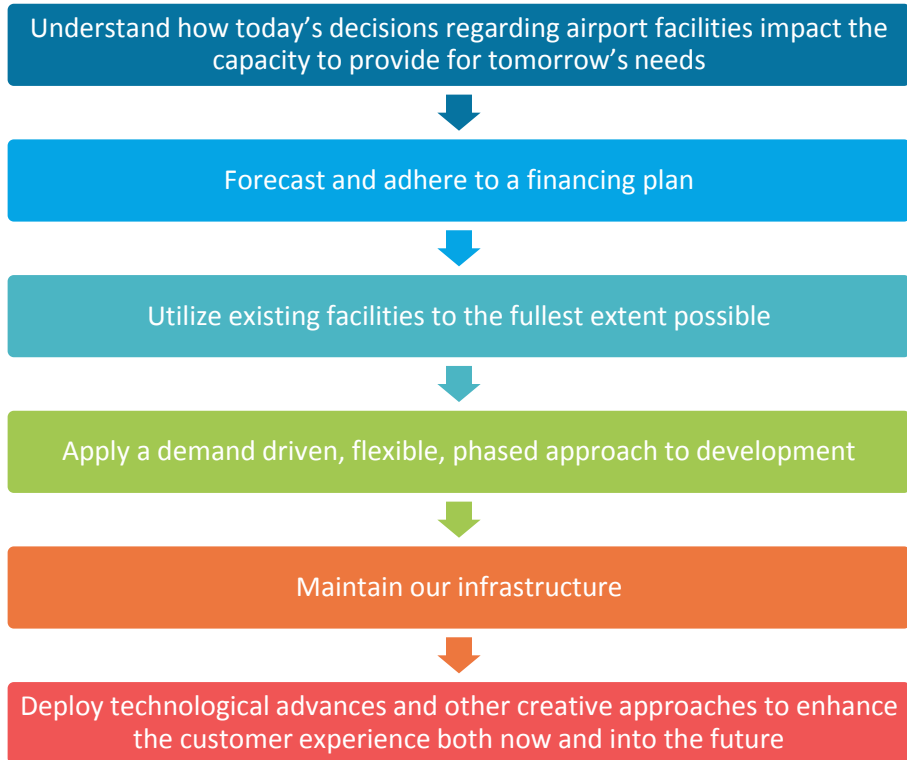 Understand how today’s decisions regarding airport facilities impact the
capacity to provide for tomorrow’s needs
Forecast and adhere to a financing plan
Utilize existing facilities to the fullest extent possible
Apply a demand driven, flexible, phased approach to development
Maintain our infrastructure
Deploy technological advances and other creative approaches to enhance
the customer experience both now and into the future